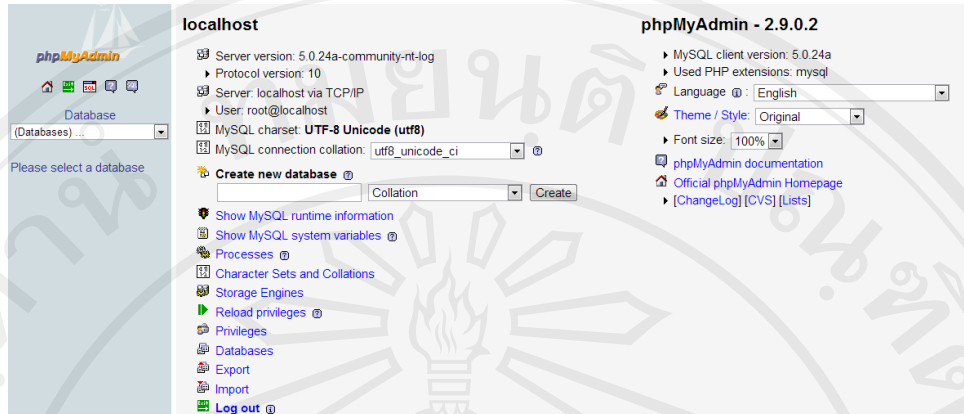 phpMyAdmin
Database
(Databases) ...
Please select a database
localhost
Server version: 5.0.24a-community-nt-log
Protocol version: 10
Server: localhost via TCP/IP
User: root@localhost
MySQL charset: UTF-8 Unicode (utf8)
MySQL connection collation: utf8_unicode_ci
Create new database
Collation Create
Show MySQL runtime information
Show MySQL system variables
Processes
Character Sets and Collations
Storage Engines
Reload privileges
Privileges
Databases
Export
Import
Log out
phpMyAdmin - 2.9.0.2
MySQL client version: 5.0.24a
Used PHP extensions: mysql
Language : English
Theme / Style: Original
Font size: 100%
phpMyAdmin documentation
Official phpMyAdmin Homepage
[ChangeLog] [CVS] [Lists]